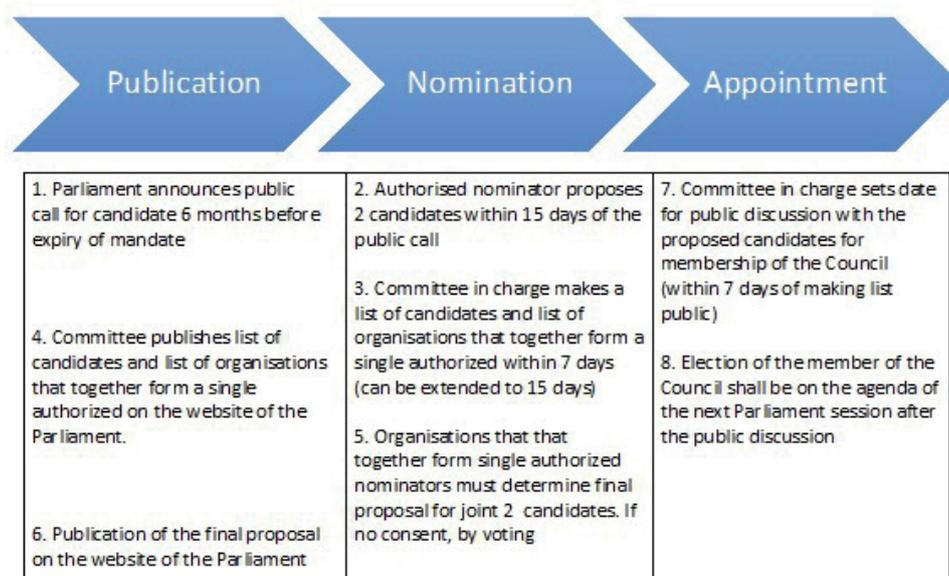 Publication
Nomination
Appointment
1. Parliament announces public
call for candidate 6 months before
expiry of mandate
4. Committee publishes list of
candidates and list of organisations
that together form a single
authorized on the website of the
Parliament.
6. Publication of the final proposal
on the website of the Parliament
2. Authorised nominator proposes
2 candidates within 15 days of the
public call
3. Committee in charge makes a
list of candidates and list of
organisations that together form a
single authorized within 7 days
(can be extended to 15 days)
5. Organisations that that
together form single authorized
nominators must determine final
proposal for joint 2 candidates. If
no consent, by voting
7. Committee in charge sets date
for public discussion with the
proposed candidates for
membership of the Council
(within 7 days of making list
public)
8. Election of the member of the
Council shall be on the agenda of
the next Parliament session after
the public discussion